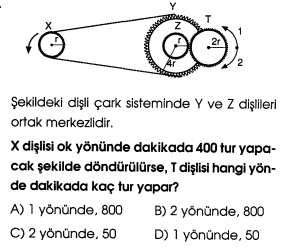 Y
X
Z
T
r
r
2r
4r
1
2
Şekildeki dişli çark sisteminde Y ve Z dişlileri
ortak merkezlidir.
X dişlisi ok yönünde dakikada 400 tur yapa-
cak şekilde döndürülürse, T dişlisi hangi yön-
de dakikada kaç tur yapar?
A) 1 yönünde, 800 B) 2 yönünde, 800
C) 2 yönünde, 50 D) 1 yönünde, 50